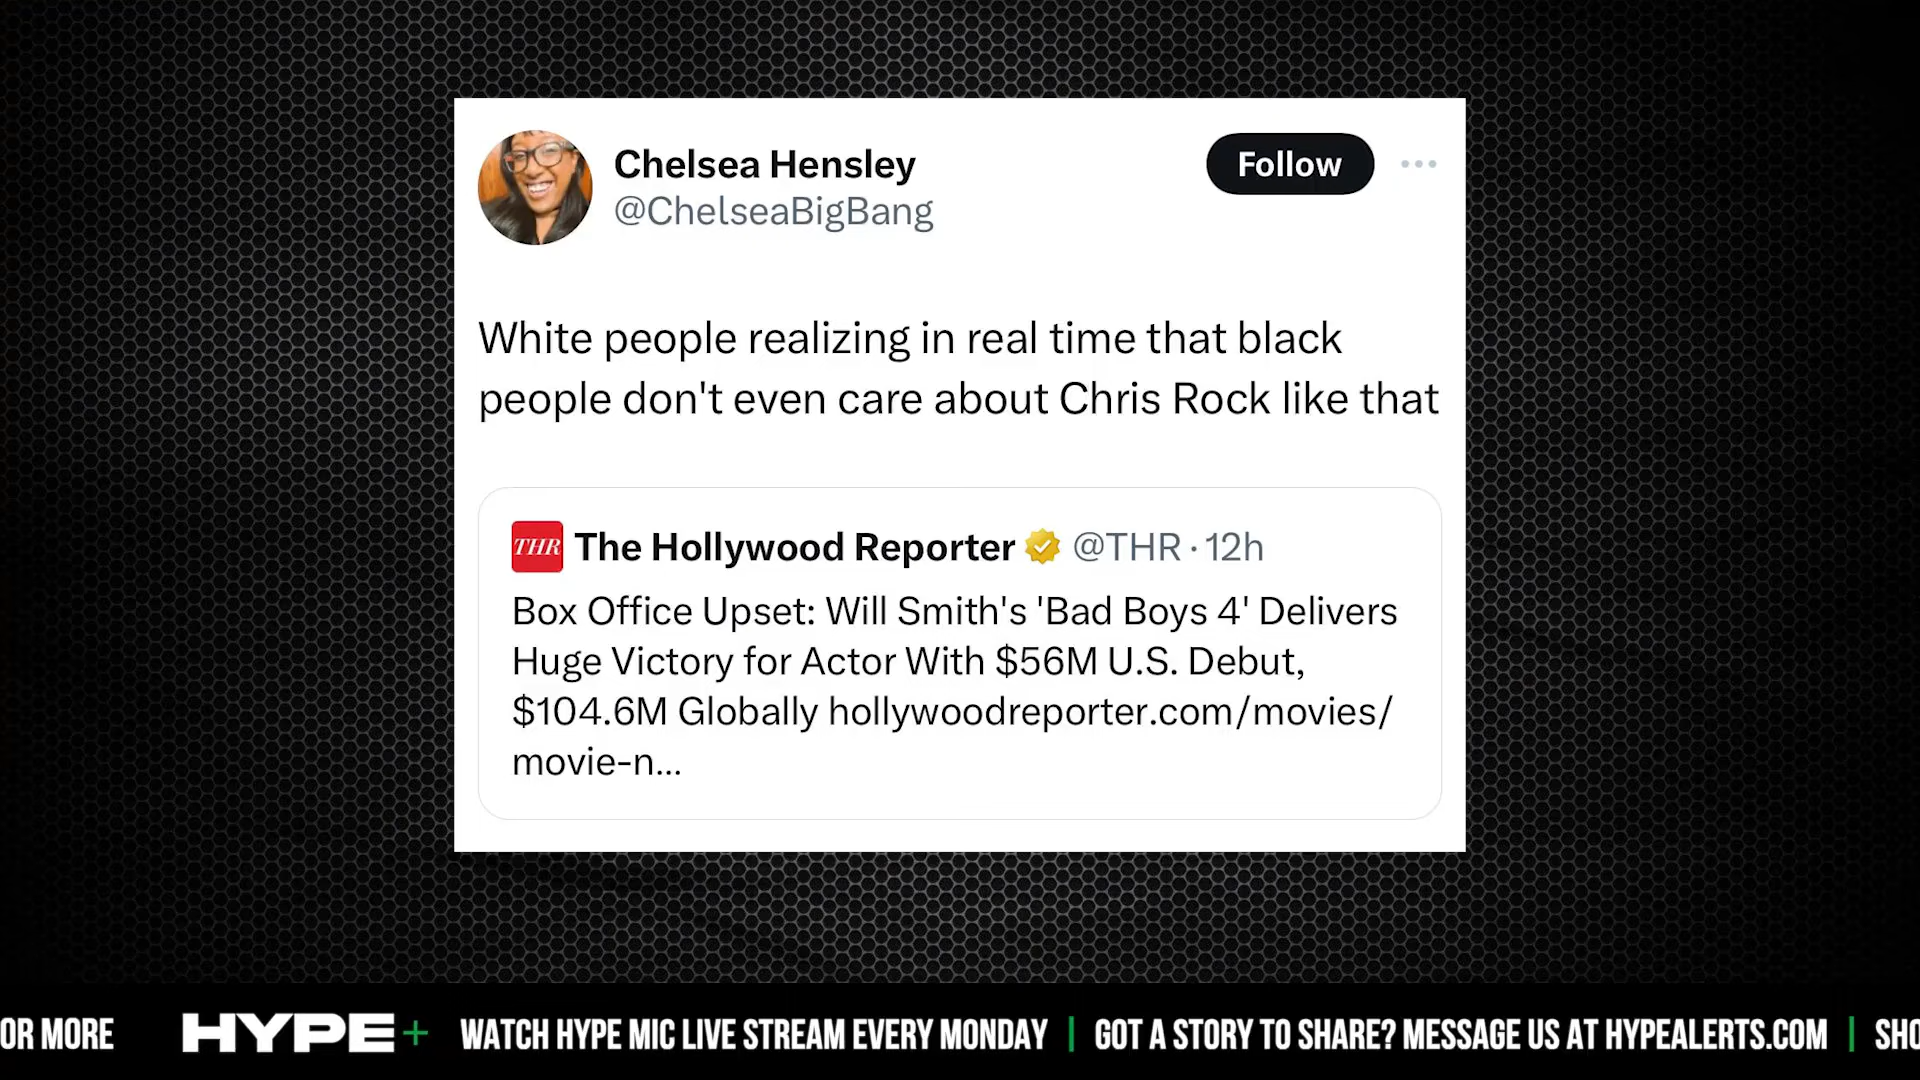 Chelsea Hensley
@ChelseaBigBang
Follow
White people realizing in real time that black
people don't even care about Chris Rock like that
THR The Hollywood Reporter @THR · 12h
Box Office Upset: Will Smith's 'Bad Boys 4' Delivers
Huge Victory for Actor With $56M U.S. Debut,
$104.6M Globally hollywoodreporter.com/movies/
movie-n...
OR MORE HYPE+ WATCH HYPE MIC LIVE STREAM EVERY MONDAY | GOT A STORY TO SHARE? MESSAGE US AT HYPEALERTS.COM | SHO